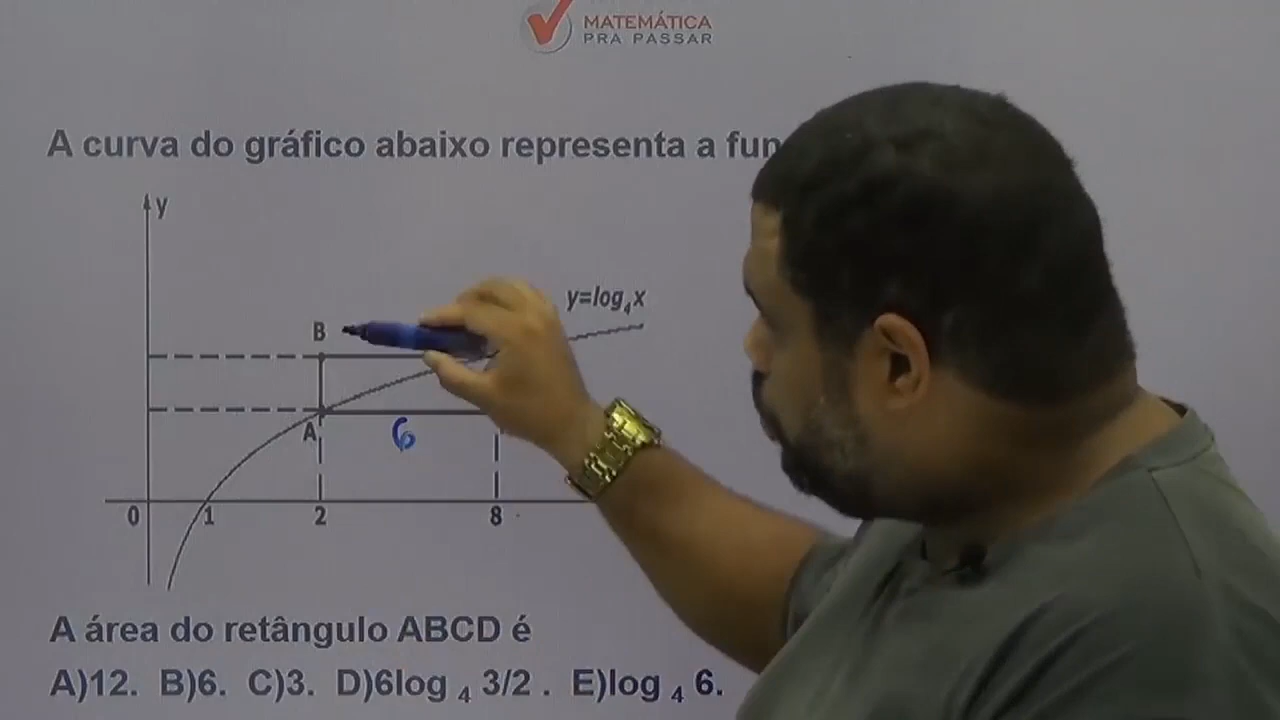 MATEMÁTICA
PRA PASSAR
A curva do gráfico abaixo representa a
y
y=log₄x
B
A
6
0 1 2 8
A área do retângulo ABCD é
A)12. B)6. C)3. D)6log ₄ 3/2 . E)log ₄ 6.